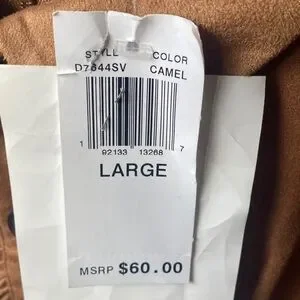 STYLE COLOR
D7844SV CAMEL
1 92133 13268 7
LARGE
MSRP $60.00